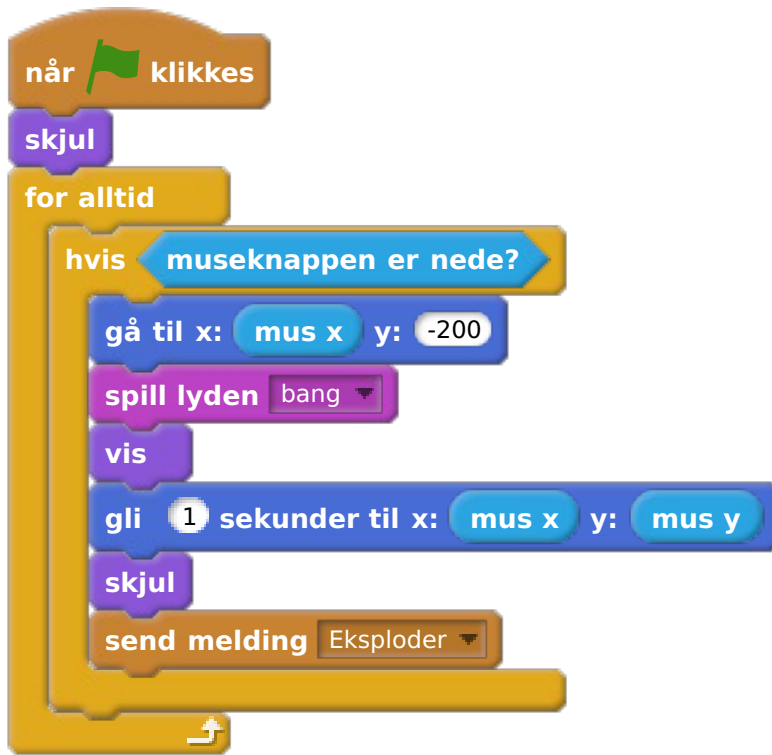 når klikkes
skjul
for alltid
hvis museknappen er nede?
gå til x: mus x y: -200
spill lyden bang
vis
gli 1 sekunder til x: mus x y: mus y
skjul
send melding Eksploder